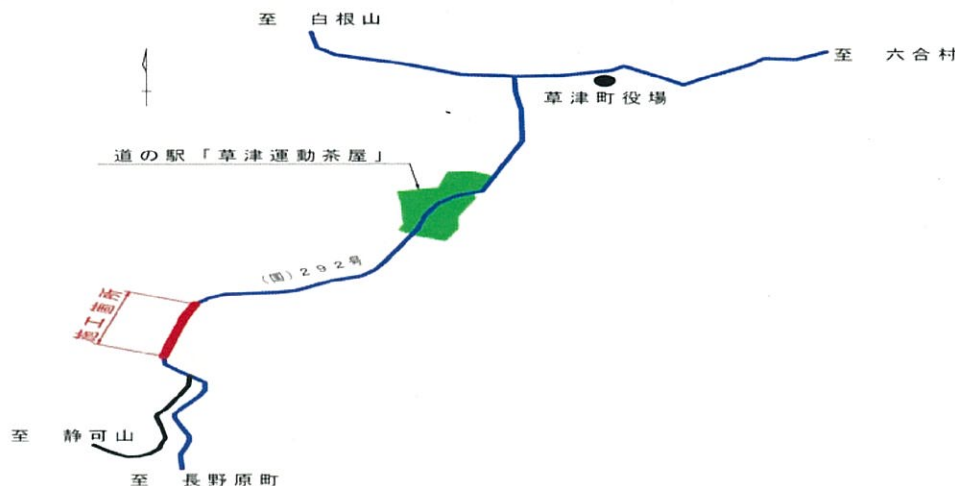 至 白根山
至 六合村
草津町役場
道の駅「草津運動茶屋」
(国)292号
施工箇所
至 静可山
至 長野原町